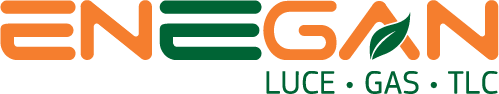 ENEGAN
LUCE • GAS • TLC